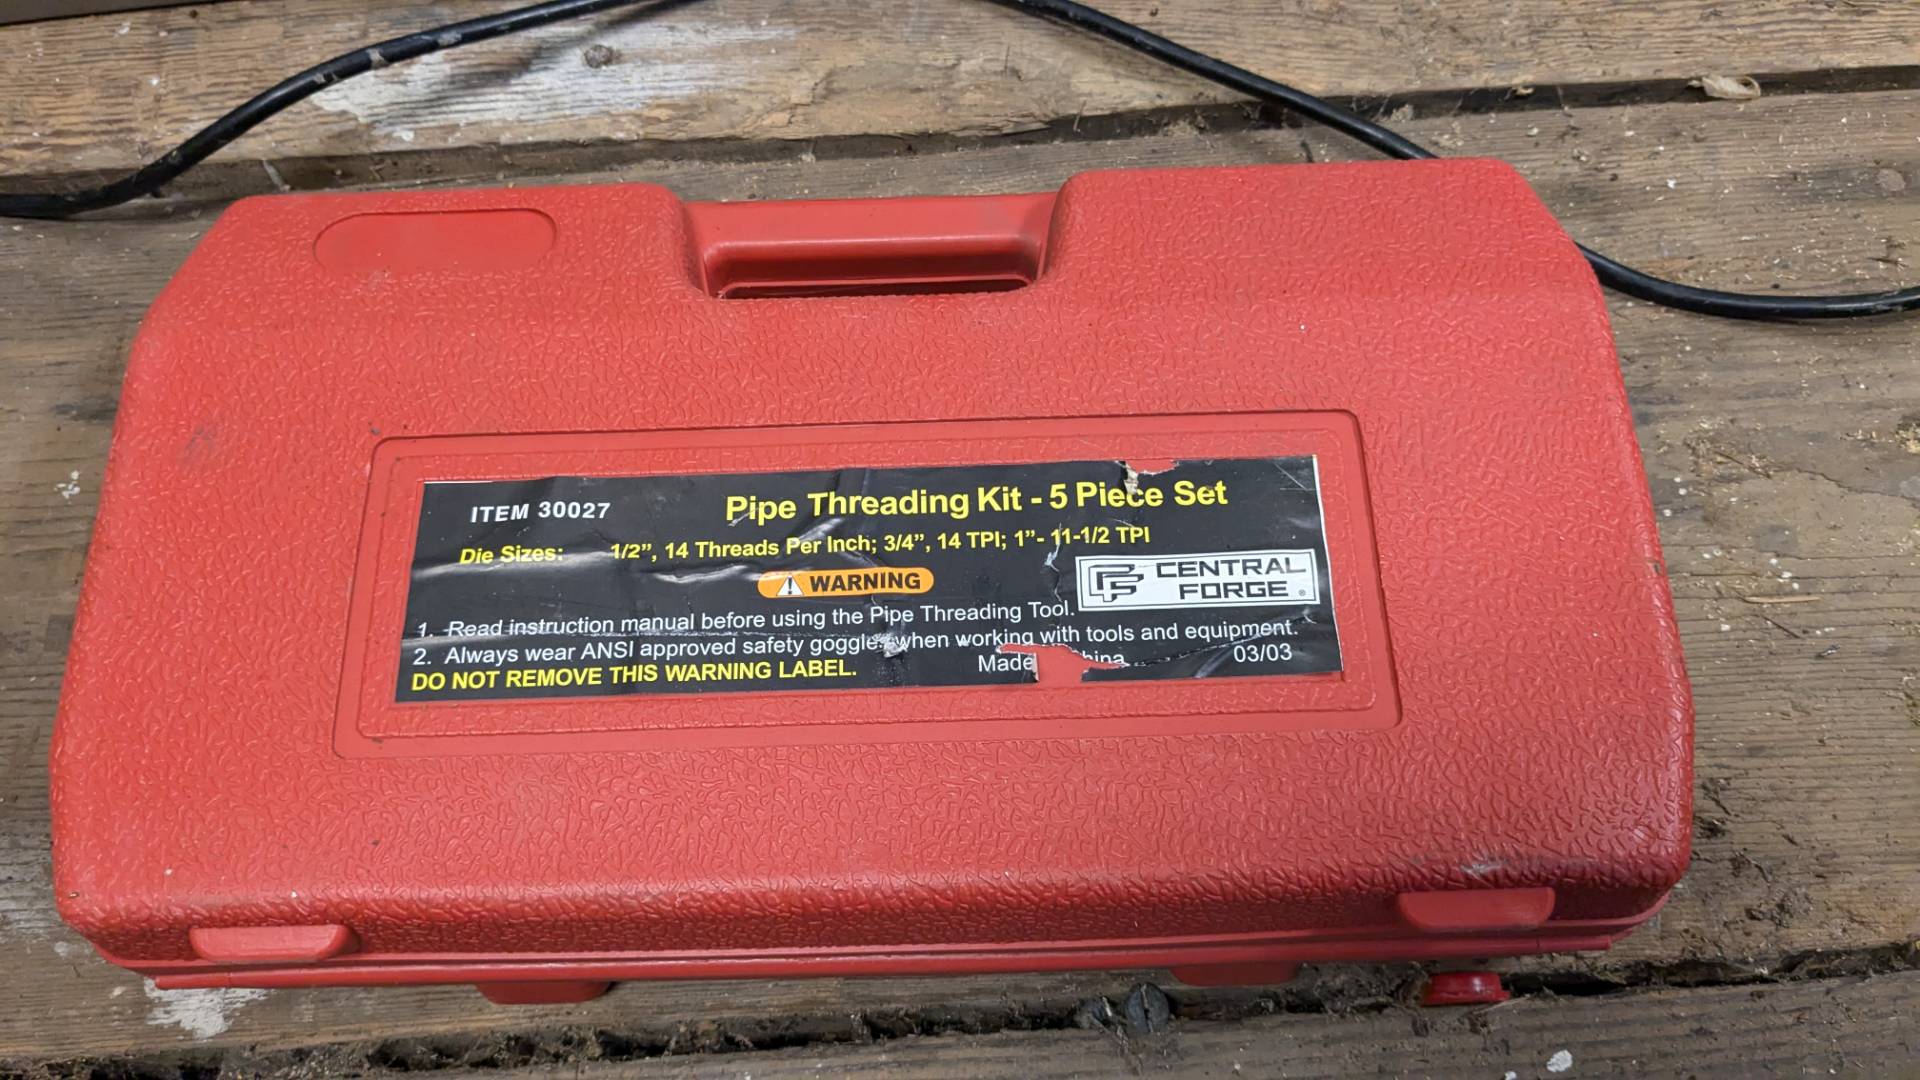 ITEM 30027
Pipe Threading Kit - 5 Piece Set
Die Sizes: 1/2”, 14 Threads Per Inch; 3/4”, 14 TPI; 1”- 11-1/2 TPI
WARNING
CENTRAL
FORGE
1. Read instruction manual before using the Pipe Threading Tool.
2. Always wear ANSI approved safety goggles when working with tools and equipment.
DO NOT REMOVE THIS WARNING LABEL.
Made
03/03